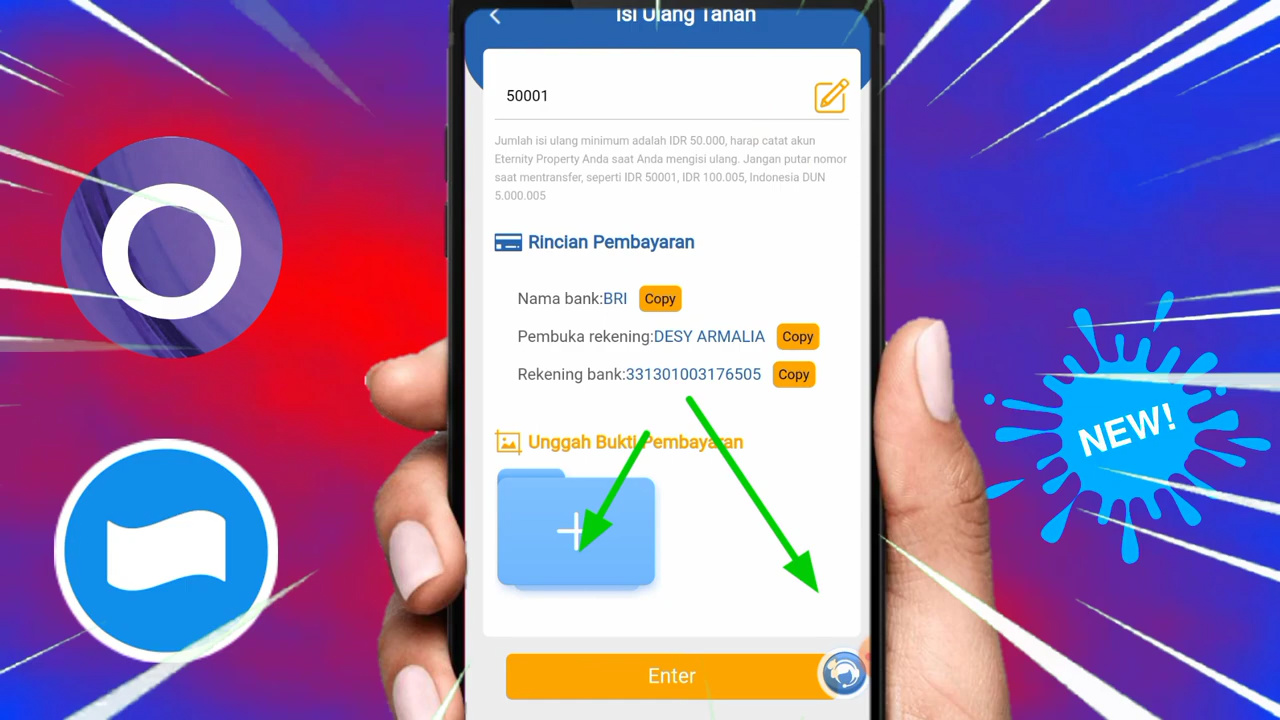 Isi Ulang Tanah
50001
Jumlah isi ulang minimum adalah IDR 50.000, harap catat akun
Eternity Property Anda saat Anda mengisi ulang. Jangan putar nomor
saat mentransfer, seperti IDR 50001, IDR 100.005, Indonesia DUN
5.000.005
Rincian Pembayaran
Nama bank:BRI Copy
Pembuka rekening:DESY ARMALIA Copy
Rekening bank:331301003176505 Copy
Unggah Bukti Pembayaran
NEW!
Enter